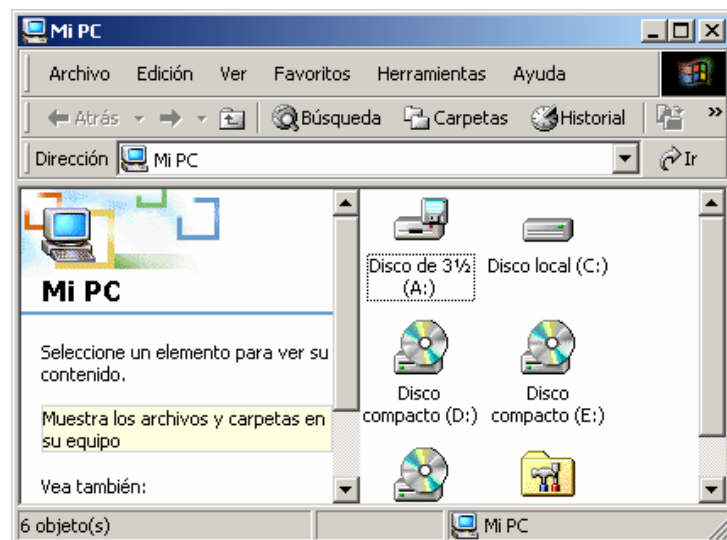 Mi PC
Archivo Edición Ver Favoritos Herramientas Ayuda
Atrás Búsqueda Carpetas Historial »
Dirección Mi PC Ir
Mi PC
Seleccione un elemento para ver su
contenido.
Muestra los archivos y carpetas en
su equipo
Vea también:
Disco de 3½
(A:)
Disco local (C:)
Disco
compacto (D:)
Disco
compacto (E:)
6 objeto(s) Mi PC